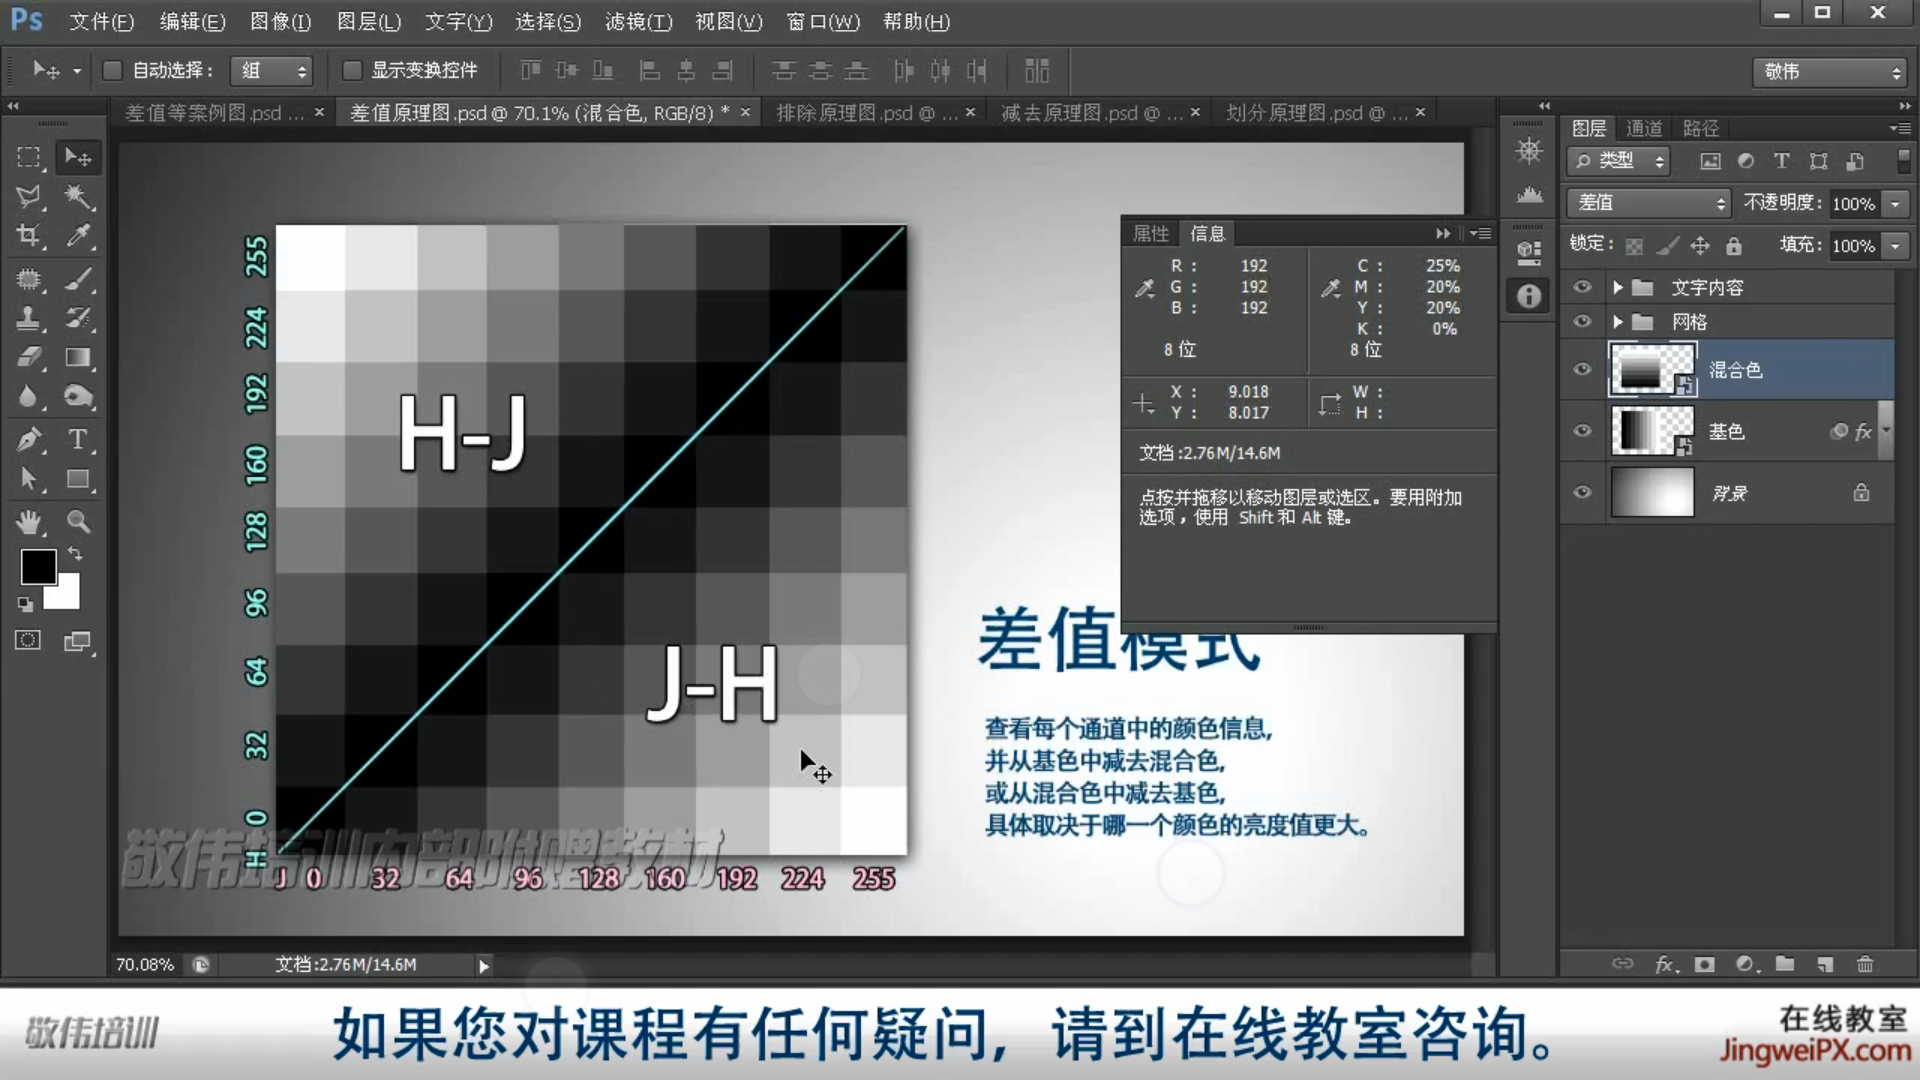 Ps 文件(F) 编辑(E) 图像(I) 图层(L) 文字(Y) 选择(S) 滤镜(T) 视图(V) 窗口(W) 帮助(H)
自动选择： 组 显示变换控件 敬伟
差值等案例图.psd ... × 差值原理图.psd @ 70.1% (混合色, RGB/8) * × 排除原理图.psd @ ... × 减去原理图.psd @ ... × 划分原理图.psd @ ... ×
图层 通道 路径
类型
差值 不透明度： 100%
锁定： 填充： 100%
文字内容
网格
混合色
基色 fx
背景
属性 信息
R： 192 C： 25%
G： 192 M： 20%
B： 192 Y： 20%
K： 0%
8 位 8 位
X： 9.018 W：
Y： 8.017 H：
文档:2.76M/14.6M
点按并拖移以移动图层或选区。要用附加
选项，使用 Shift 和 Alt 键。
255
224
192
160
128
96
64
32
0
H
H-J
J-H
J 0 32 64 96 128 160 192 224 255
敬伟培训内部附赠教材
差值模式
查看每个通道中的颜色信息,
并从基色中减去混合色,
或从混合色中减去基色,
具体取决于哪一个颜色的亮度值更大。
70.08% 文档:2.76M/14.6M
敬伟培训
如果您对课程有任何疑问，请到在线教室咨询。
在线教室
JingweiPX.com